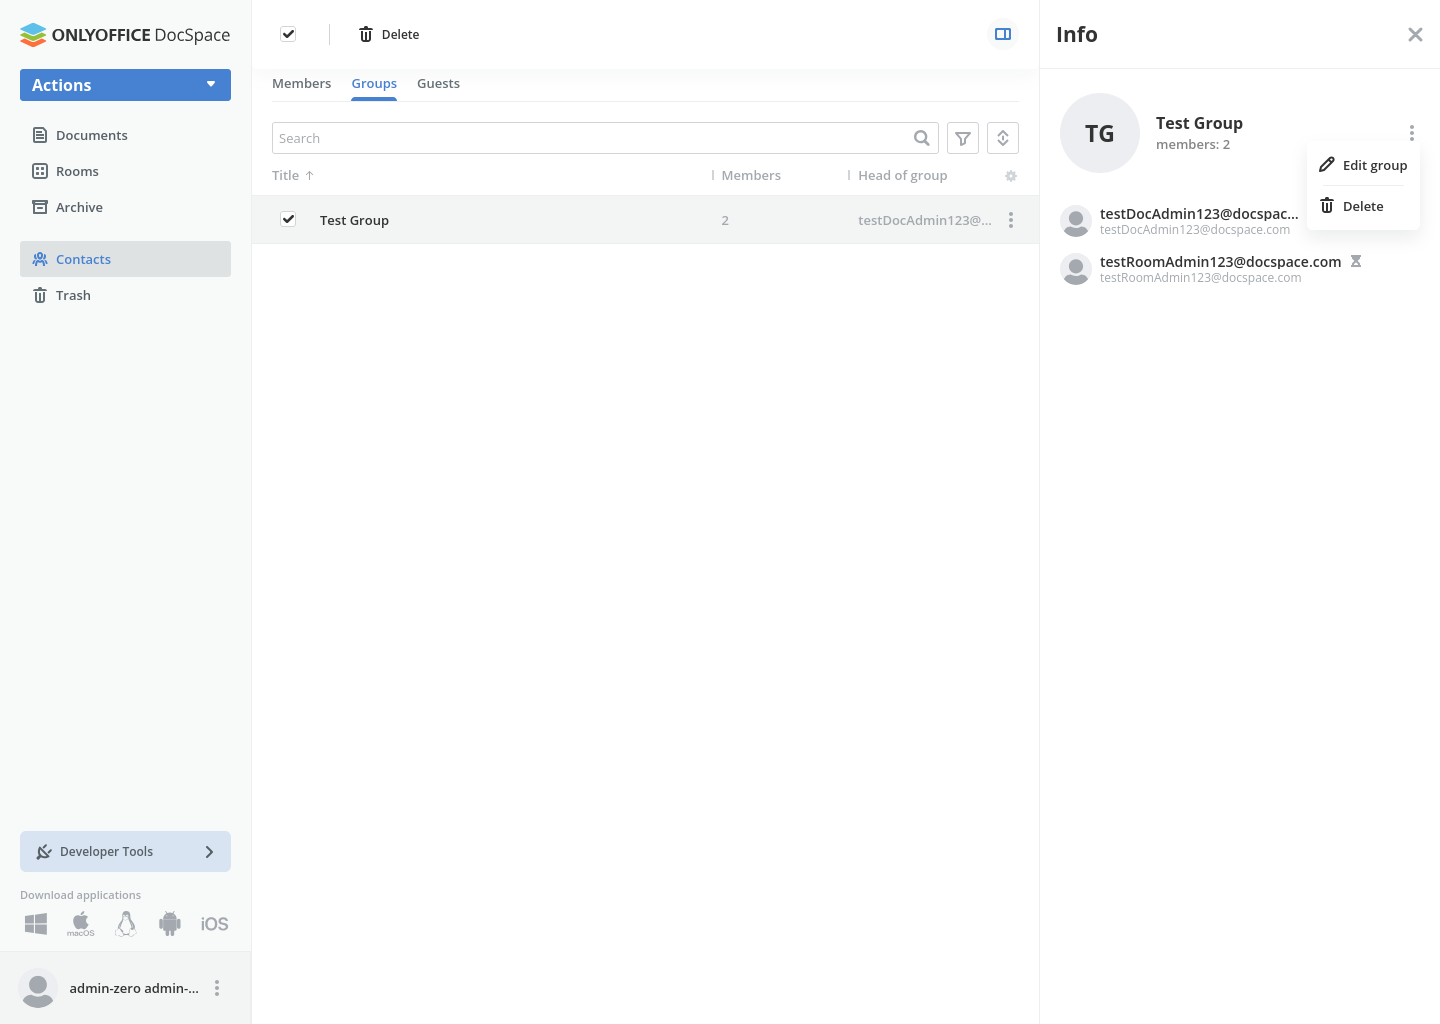 ONLYOFFICE DocSpace
Actions
Documents
Rooms
Archive
Contacts
Trash
Developer Tools
Download applications
macOS
iOS
admin-zero admin-...
Delete
Members
Groups
Guests
Search
Title
Members
Head of group
Test Group
2
testDocAdmin123@...
Info
TG
Test Group
members: 2
Edit group
Delete
testDocAdmin123@docspac...
testDocAdmin123@docspace.com
testRoomAdmin123@docspace.com
testRoomAdmin123@docspace.com